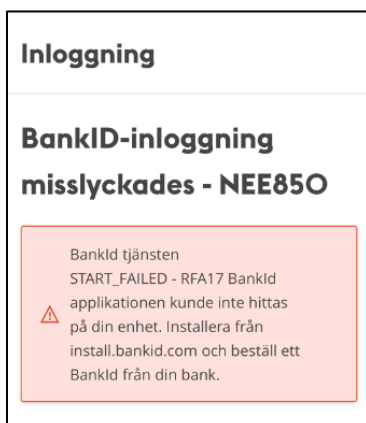 Inloggning
BankID-inloggning
misslyckades - NEE85O
BankId tjänsten
START_FAILED - RFA17 BankId
applikationen kunde inte hittas
på din enhet. Installera från
install.bankid.com och beställ ett
BankId från din bank.